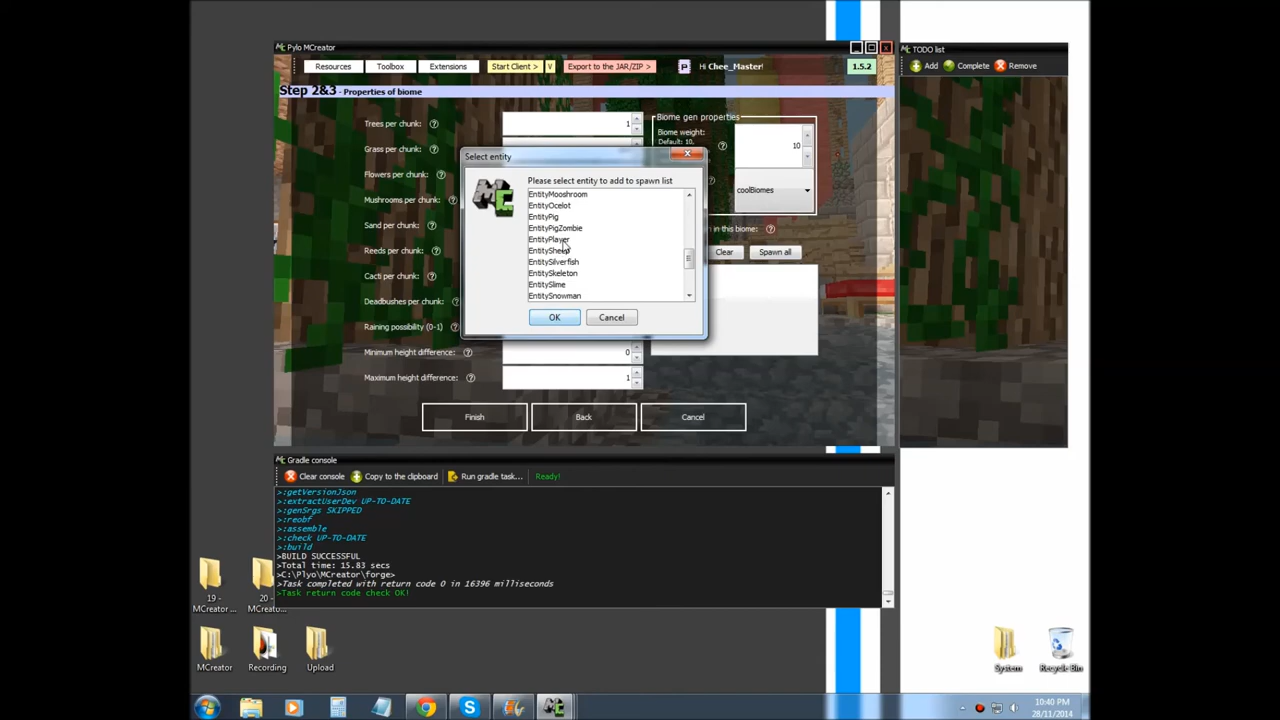 Pylo MCreator
Resources Toolbox Extensions Start Client > V Export to the JAR/ZIP > Hi Chee_Master! 1.5.2
Step 2&3 - Properties of biome
Trees per chunk: ? 1
Grass per chunk: ?
Flowers per chunk: ?
Mushrooms per chunk: ?
Sand per chunk: ?
Reeds per chunk: ?
Cacti per chunk: ?
Deadbushes per chunk: ?
Raining possibility (0-1) ?
Minimum height difference: ? 0
Maximum height difference: ? 1
Biome gen properties
Biome weight:
Default: 10, ? 10
coolBiomes
in this biome: ?
Clear Spawn all
Select entity
Please select entity to add to spawn list
EntityMooshroom
EntityOcelot
EntityPig
EntityPigZombie
EntityPlayer
EntitySheep
EntitySilverfish
EntitySkeleton
EntitySlime
EntitySnowman
OK Cancel
Finish Back Cancel
TODO list
Add Complete Remove
Gradle console
Clear console Copy to the clipboard Run gradle task... Ready!
>:getVersionJson
>:extractUserDev UP-TO-DATE
>:genSrgs SKIPPED
>:reobf
>:assemble
>:check UP-TO-DATE
>:build
>BUILD SUCCESSFUL
>Total time: 15.83 secs
>C:\Plyo\MCreator\forge>
>Task completed with return code 0 in 16396 milliseconds
>Task return code check OK!
19 -
MCreator ...
20 -
MCreato...
MCreator
Recording
Upload
System
Recycle Bin
10:40 PM
28/11/2014